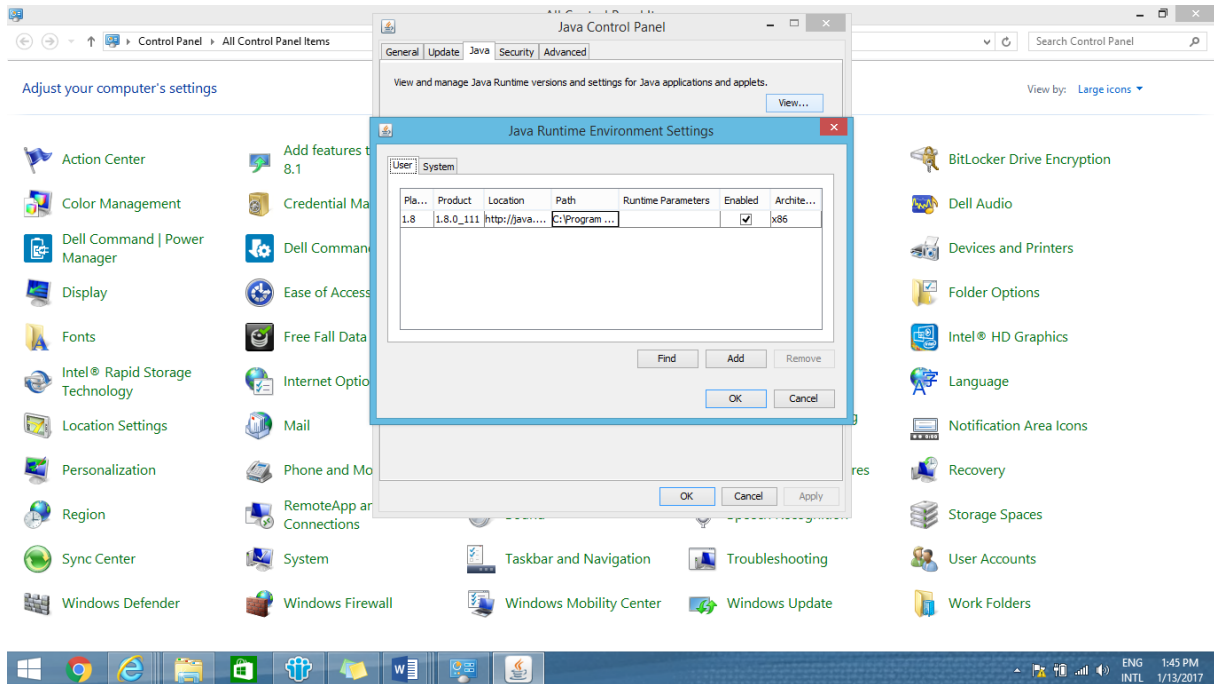 Java Control Panel
Control Panel
All Control Panel Items
Search Control Panel
General Update Java Security Advanced
Adjust your computer's settings
View by: Large icons
View and manage Java Runtime versions and settings for Java applications and applets.
View...
Java Runtime Environment Settings
User System
Pla... Product Location Path Runtime Parameters Enabled Archite...
1.8 1.8.0_111 http://java.... C:\Program ... x86
Find Add Remove
OK Cancel
OK Cancel Apply
Action Center
Add features t
8.1
BitLocker Drive Encryption
Color Management
Credential Ma
Dell Audio
Dell Command | Power
Manager
Dell Comman
Devices and Printers
Display
Ease of Access
Folder Options
Fonts
Free Fall Data
Intel® HD Graphics
Intel® Rapid Storage
Technology
Internet Optio
Language
Location Settings
Mail
Notification Area Icons
Personalization
Phone and Mo
res
Recovery
Region
RemoteApp ar
Connections
Storage Spaces
Sync Center
System
Taskbar and Navigation
Troubleshooting
User Accounts
Windows Defender
Windows Firewall
Windows Mobility Center
Windows Update
Work Folders
ENG
INTL
1:45 PM
1/13/2017